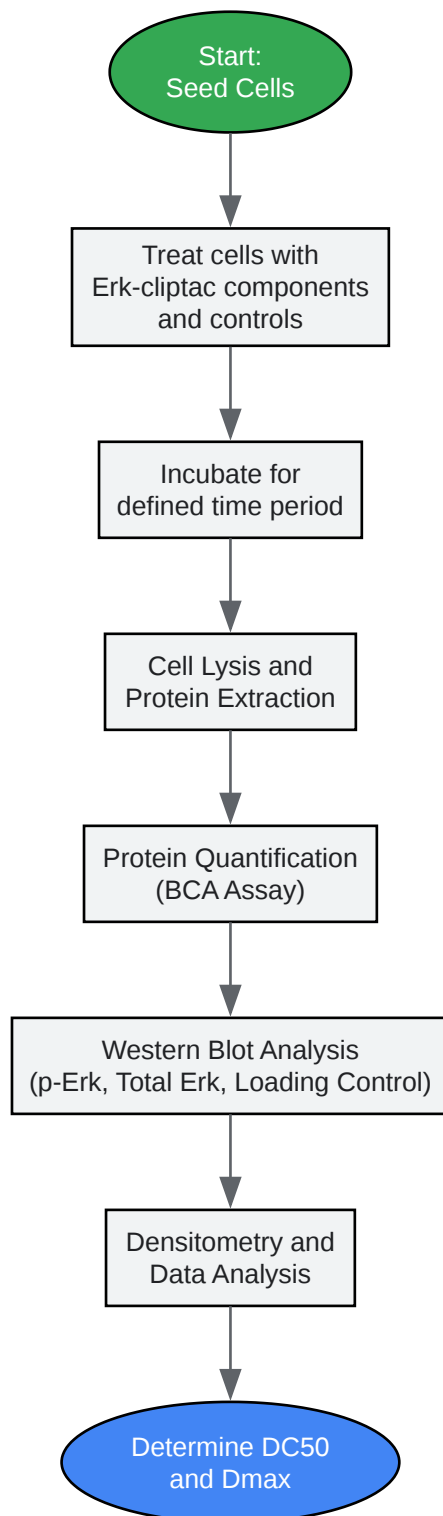 Start:
Seed Cells
Treat cells with
Erk-cliptac components
and controls
Incubate for
defined time period
Cell Lysis and
Protein Extraction
Protein Quantification
(BCA Assay)
Western Blot Analysis
(p-Erk, Total Erk, Loading Control)
Densitometry and
Data Analysis
Determine DC50
and Dmax